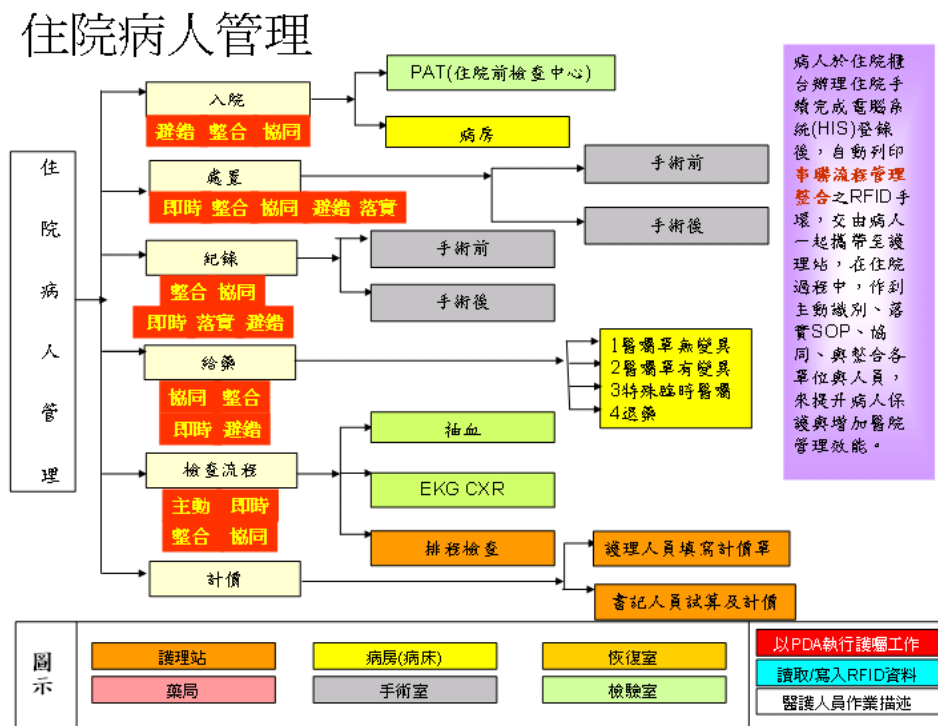 住院病人管理
住院病人管理
入院
避錯 整合 協同
PAT(住院前檢查中心)
病房
處置
即時 整合 協同 避錯 落實
手術前
手術後
紀錄
整合 協同
即時 落實 避錯
手術前
手術後
給藥
協同 整合
即時 避錯
1醫囑單無變異
2醫囑單有變異
3特殊臨時醫囑
4退藥
檢查流程
主動 即時
整合 協同
抽血
EKG CXR
排程檢查
計價
護理人員填寫計價單
書記人員試算及計價
病人於住院櫃
台辦理住院手
續完成電腦系
統(HIS)登錄
後，自動列印
串聯流程管理
整合之RFID手
環，交由病人
一起攜帶至護
理站，在住院
過程中，作到
主動識別、落
實SOP、協
同、與整合各
單位與人員，
來提升病人保
護與增加醫院
管理效能。
圖示
護理站
病房(病床)
恢復室
藥局
手術室
檢驗室
以PDA執行護囑工作
讀取/寫入RFID資料
醫護人員作業描述